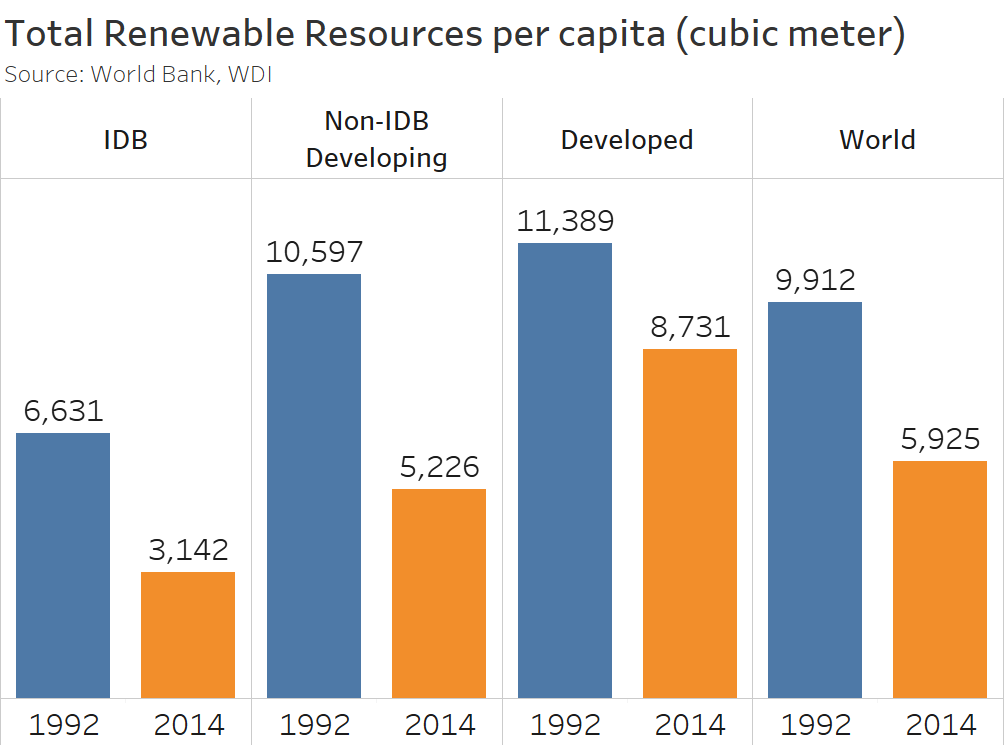 Total Renewable Resources per capita (cubic meter)
Source: World Bank, WDI
IDB
Non-IDB
Developing
Developed
World
6,631
3,142
10,597
5,226
11,389
8,731
9,912
5,925
1992 2014 1992 2014 1992 2014 1992 2014